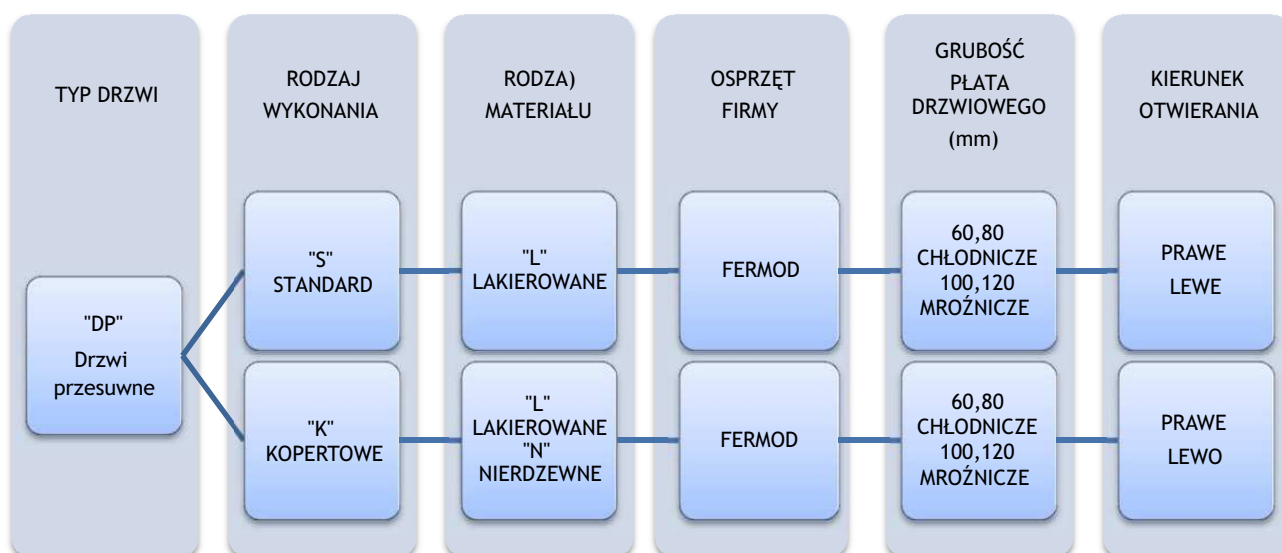 TYP DRZWI
RODZAJ
WYKONANIA
RODZA)
MATERIAŁU
OSPRZĘT
FIRMY
GRUBOŚĆ
PŁATA
DRZWIOWEGO
(mm)
KIERUNEK
OTWIERANIA
"DP"
Drzwi
przesuwne
"S"
STANDARD
"L"
LAKIEROWANE
FERMOD
60,80
CHŁODNICZE
100,120
MROŹNICZE
PRAWE
LEWE
"K"
KOPERTOWE
"L"
LAKIEROWANE
"N"
NIERDZEWNE
FERMOD
60,80
CHŁODNICZE
100,120
MROŹNICZE
PRAWE
LEWO